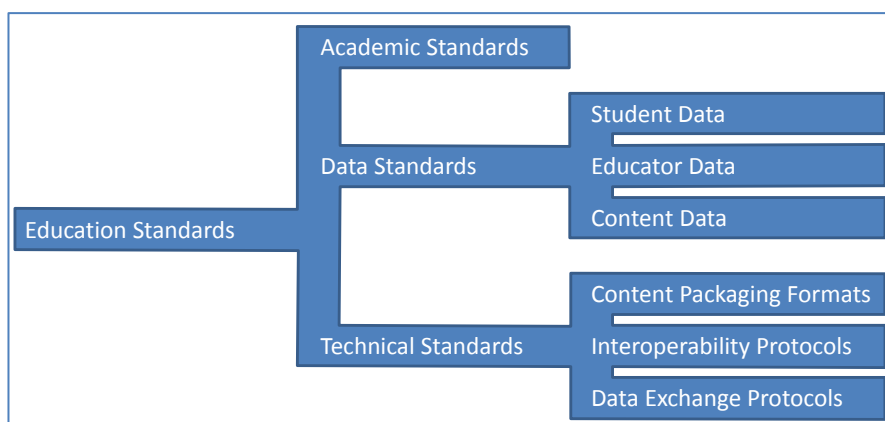 Academic Standards
Student Data
Data Standards
Educator Data
Content Data
Education Standards
Content Packaging Formats
Technical Standards
Interoperability Protocols
Data Exchange Protocols